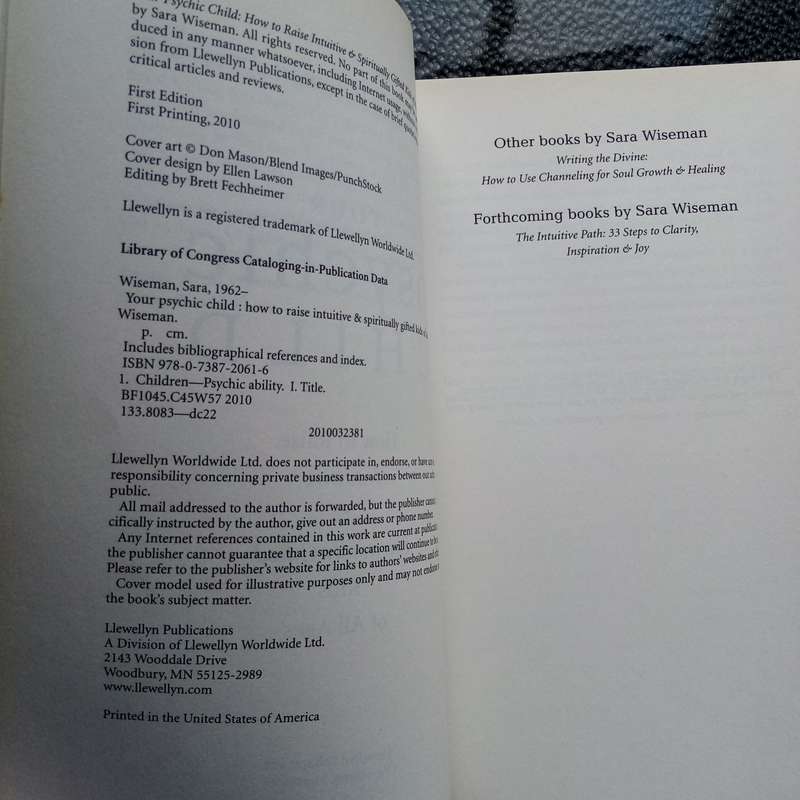 Psychic Child: How to Raise Intuitive & Spiritually Gifted
by Sara Wiseman. All rights reserved. No part of this book may
duced in any manner whatsoever, including Internet usage,
sion from Llewellyn Publications, except in the case of brief
critical articles and reviews.
First Edition
First Printing, 2010
Cover art © Don Mason/Blend Images/PunchStock
Cover design by Ellen Lawson
Editing by Brett Fechheimer
Llewellyn is a registered trademark of Llewellyn Worldwide Ltd.
Library of Congress Cataloging-in-Publication Data
Wiseman, Sara, 1962–
Your psychic child : how to raise intuitive & spiritually gifted kids of
Wiseman.
p. cm.
Includes bibliographical references and index.
ISBN 978-0-7387-2061-6
1. Children—Psychic ability. I. Title.
BF1045.C45W57 2010
133.8083—dc22
2010032381
Llewellyn Worldwide Ltd. does not participate in, endorse, or have
responsibility concerning private business transactions between our
public.
All mail addressed to the author is forwarded, but the publisher
cifically instructed by the author, give out an address or phone number.
Any Internet references contained in this work are current at
the publisher cannot guarantee that a specific location will continue to
Please refer to the publisher's website for links to authors' websites and
Cover model used for illustrative purposes only and may not endorse
the book's subject matter.
Llewellyn Publications
A Division of Llewellyn Worldwide Ltd.
2143 Wooddale Drive
Woodbury, MN 55125-2989
www.llewellyn.com
Printed in the United States of America
Other books by Sara Wiseman
Writing the Divine:
How to Use Channeling for Soul Growth & Healing
Forthcoming books by Sara Wiseman
The Intuitive Path: 33 Steps to Clarity,
Inspiration & Joy